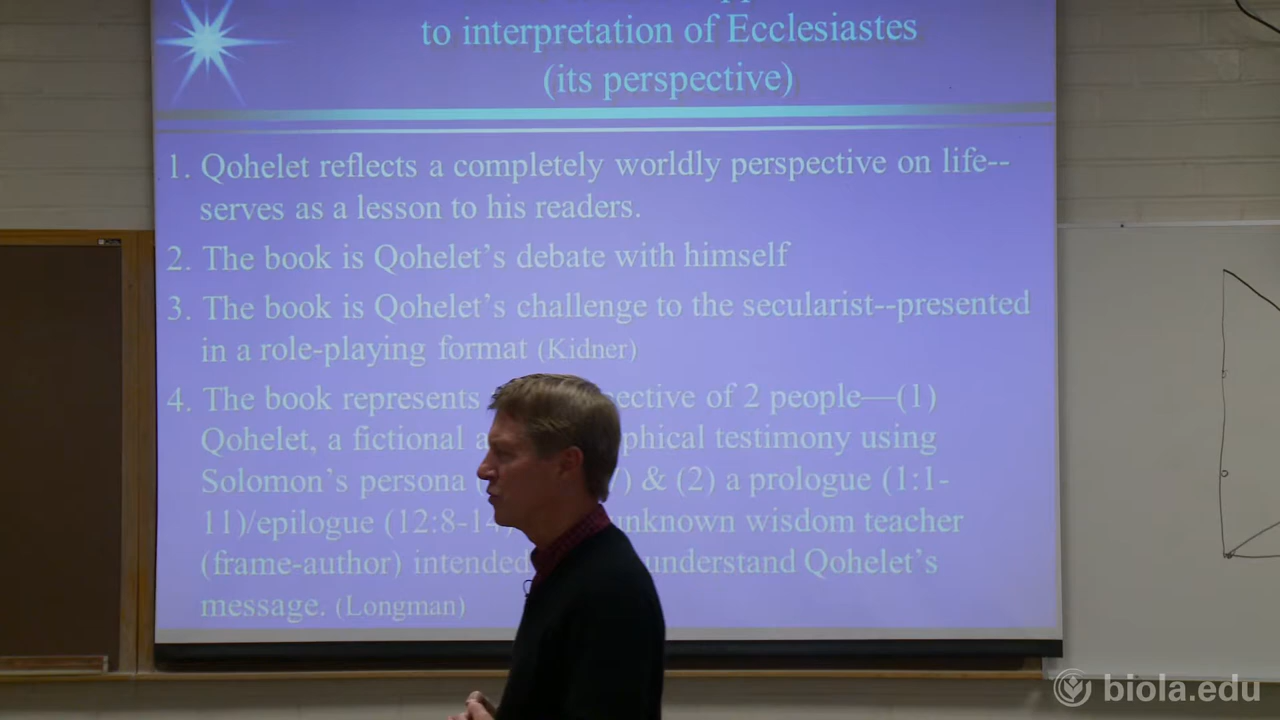 to interpretation of Ecclesiastes
(its perspective)
1. Qohelet reflects a completely worldly perspective on life--
serves as a lesson to his readers.
2. The book is Qohelet's debate with himself
3. The book is Qohelet's challenge to the secularist--presented
in a role-playing format (Kidner)
4. The book represents of 2 people—(1)
Qohelet, a fictional testimony using
Solomon's persona & (2) a prologue (1:1-
11)/epilogue (12:8-14) unknown wisdom teacher
(frame-author) intended understand Qohelet's
message. (Longman)
biola.edu